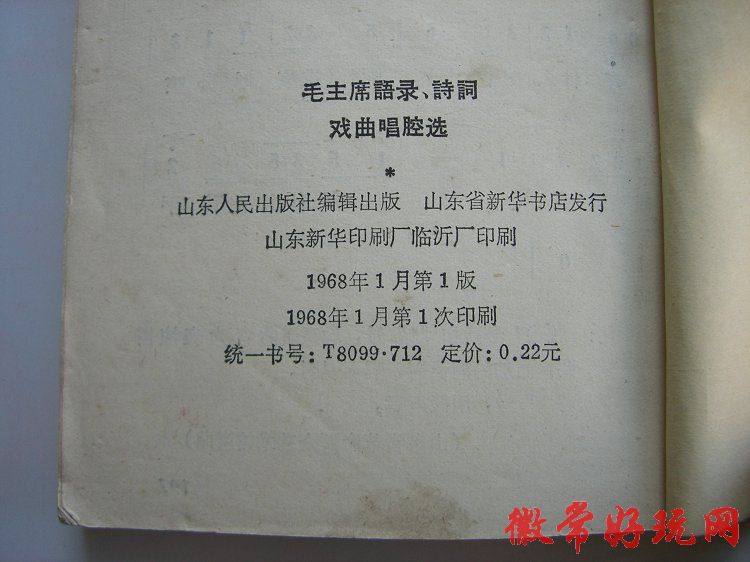 毛主席語录、詩詞
戏曲唱腔选
*
山东人民出版社编辑出版 山东省新华书店发行
山东新华印刷厂临沂厂印刷
1968年1月第1版
1968年1月第1次印刷
统一书号:T8099·712 定价:0.22元
徽常好玩网